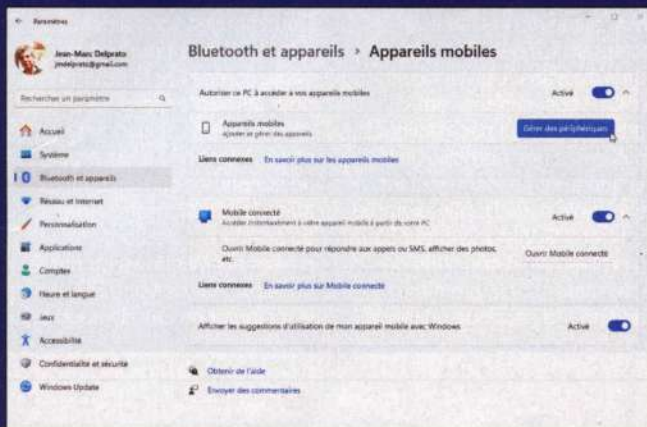 Paramètres
Jean-Marc Delprato
jmdelprato@gmail.com
Rechercher un paramètre
Accueil
Système
Bluetooth et appareils
Réseau et Internet
Personnalisation
Applications
Comptes
Heure et langue
Jeux
Accessibilité
Confidentialité et sécurité
Windows Update
Bluetooth et appareils > Appareils mobiles
Autoriser ce PC à accéder à vos appareils mobiles
Activé
Appareils mobiles
Ajouter et gérer des appareils
Gérer des périphériques
Liens connexes En savoir plus sur les appareils mobiles
Mobile connecté
Accéder instantanément à votre appareil mobile à partir de votre PC
Activé
Ouvrir Mobile connecté pour répondre aux appels ou SMS, afficher des photos,
etc.
Ouvrir Mobile connecté
Liens connexes En savoir plus sur Mobile connecté
Afficher les suggestions d'utilisation de mon appareil mobile avec Windows
Activé
Obtenir de l'aide
Envoyer des commentaires